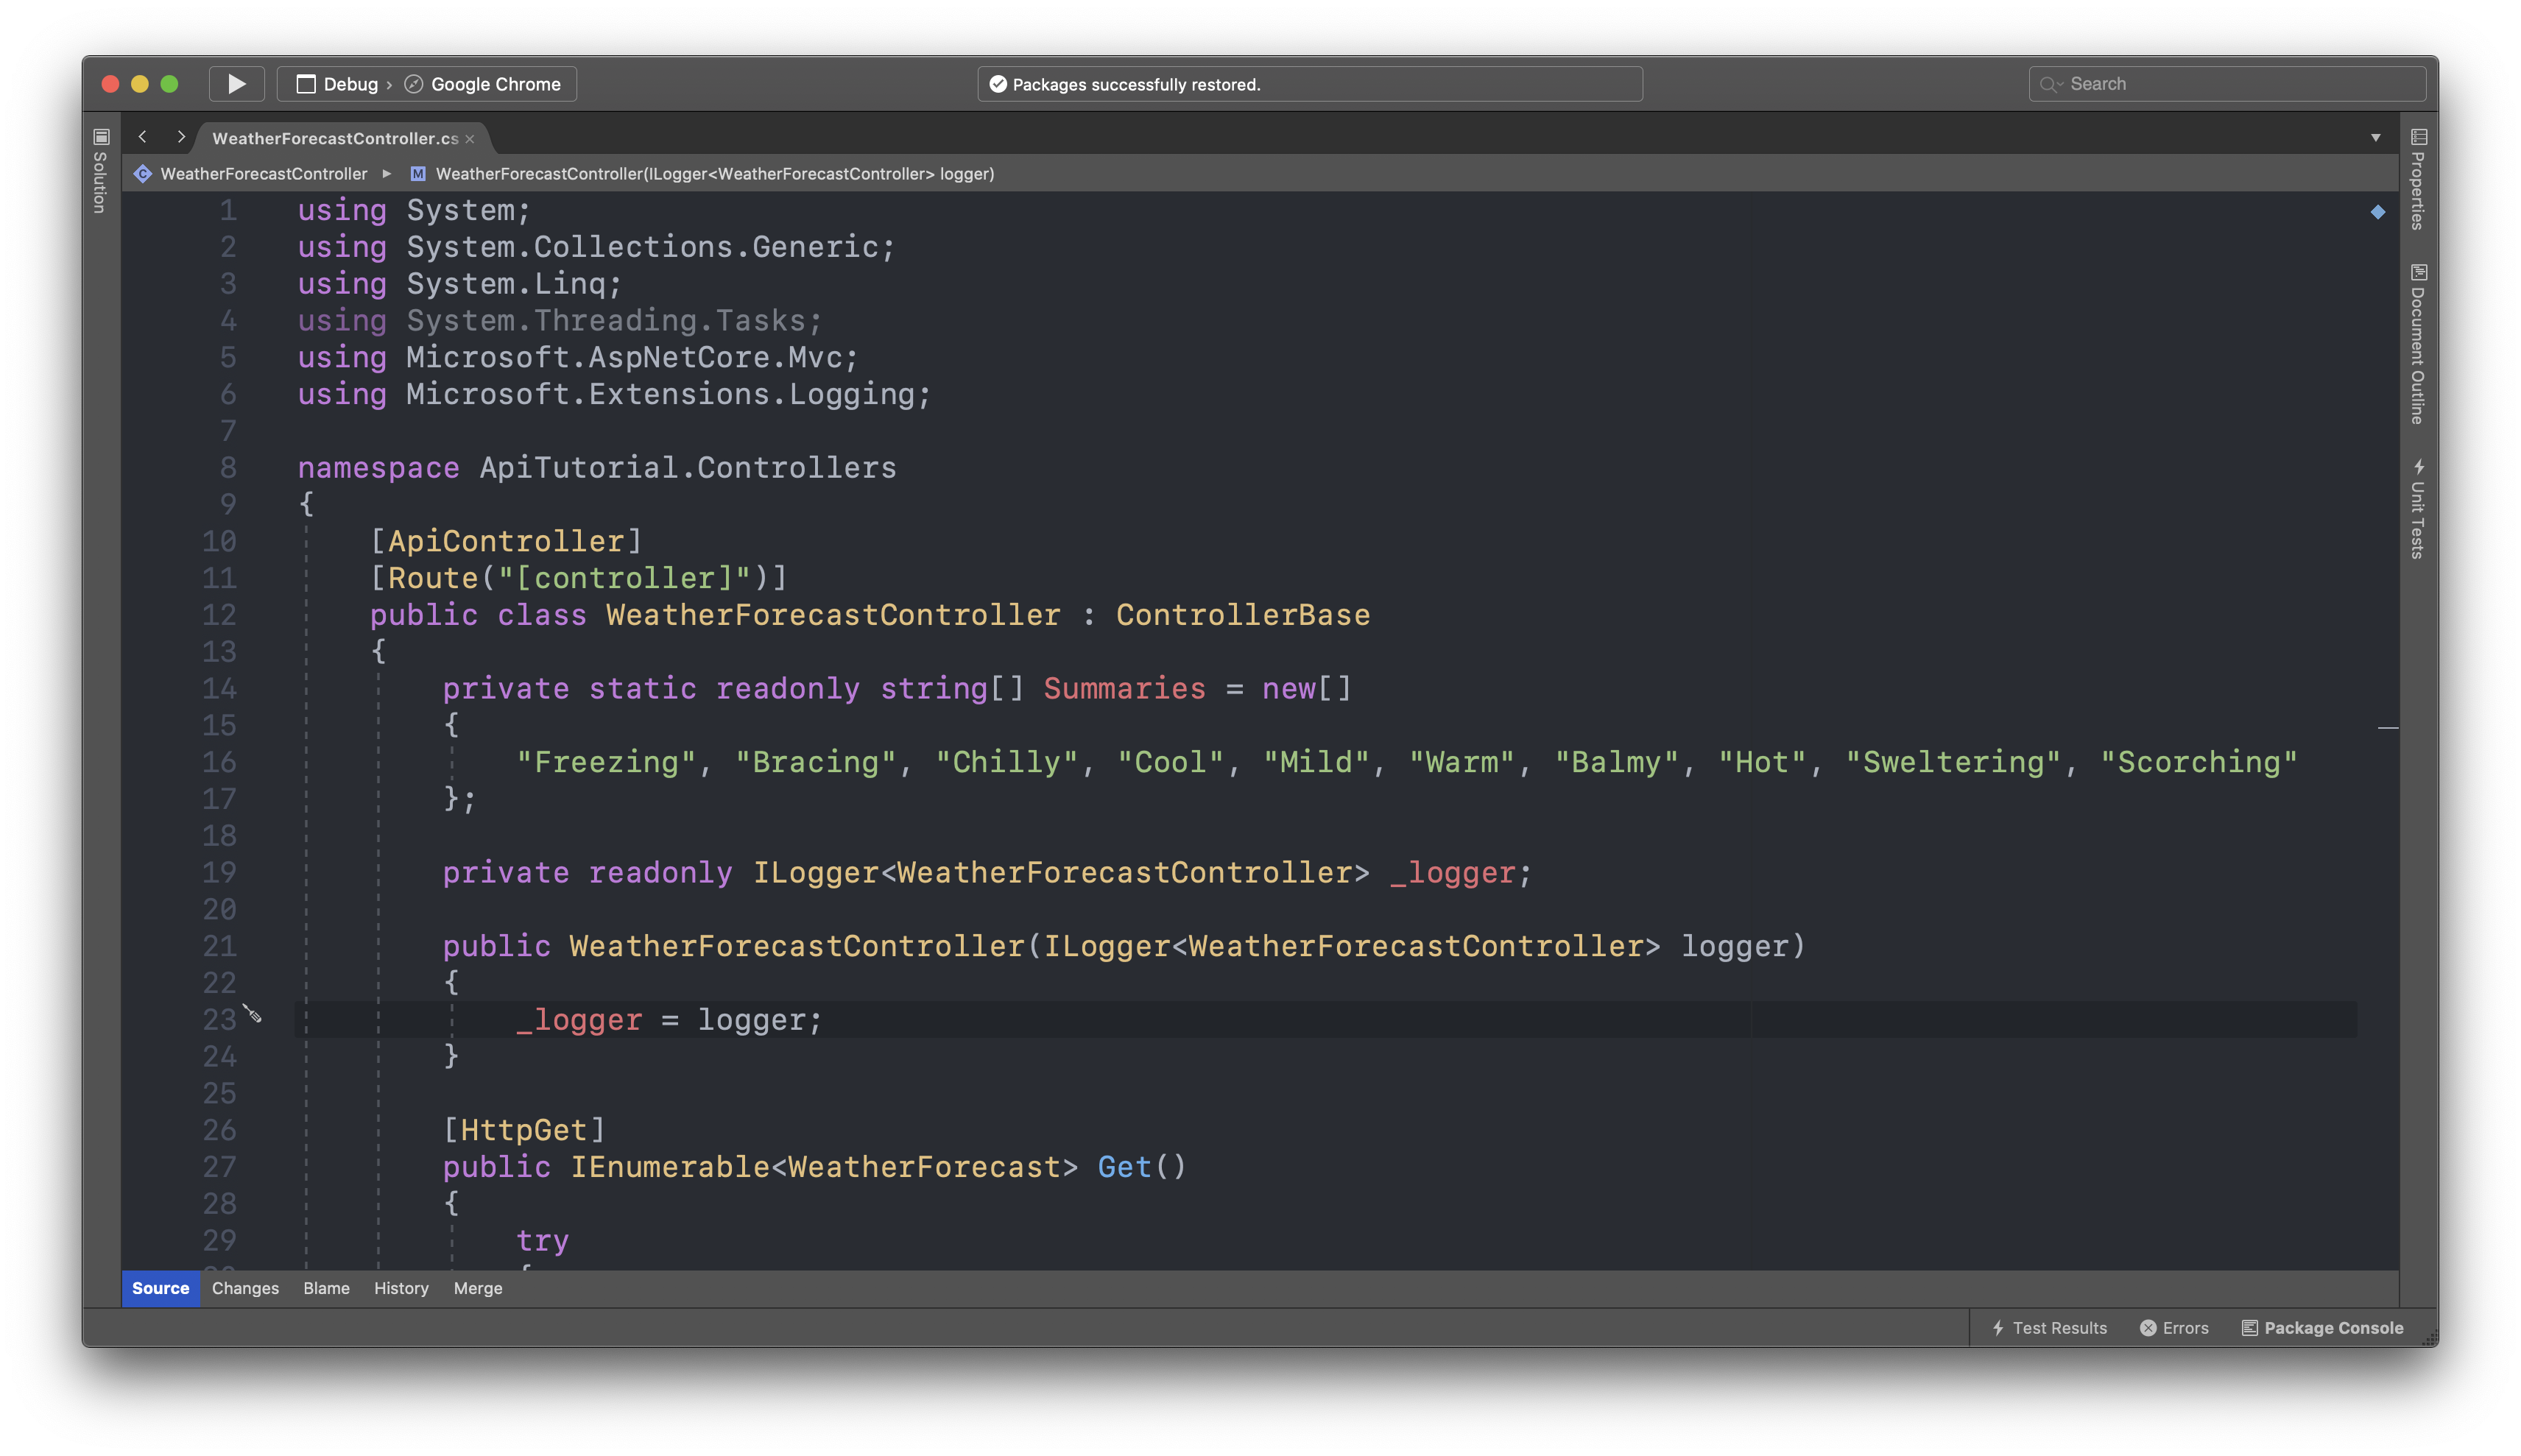 Debug › Google Chrome
Packages successfully restored.
Search
Solution
WeatherForecastController.cs
WeatherForecastController
M WeatherForecastController(ILogger<WeatherForecastController> logger)
1 using System;
2 using System.Collections.Generic;
3 using System.Linq;
4 using System.Threading.Tasks;
5 using Microsoft.AspNetCore.Mvc;
6 using Microsoft.Extensions.Logging;
7
8 namespace ApiTutorial.Controllers
9 {
10 [ApiController]
11 [Route("[controller]")]
12 public class WeatherForecastController : ControllerBase
13 {
14 private static readonly string[] Summaries = new[]
15 {
16 "Freezing", "Bracing", "Chilly", "Cool", "Mild", "Warm", "Balmy", "Hot", "Sweltering", "Scorching"
17 };
18
19 private readonly ILogger<WeatherForecastController> _logger;
20
21 public WeatherForecastController(ILogger<WeatherForecastController> logger)
22 {
23 _logger = logger;
24 }
25
26 [HttpGet]
27 public IEnumerable<WeatherForecast> Get()
28 {
29 try
Properties
Document Outline
Unit Tests
Source Changes Blame History Merge
Test Results Errors Package Console